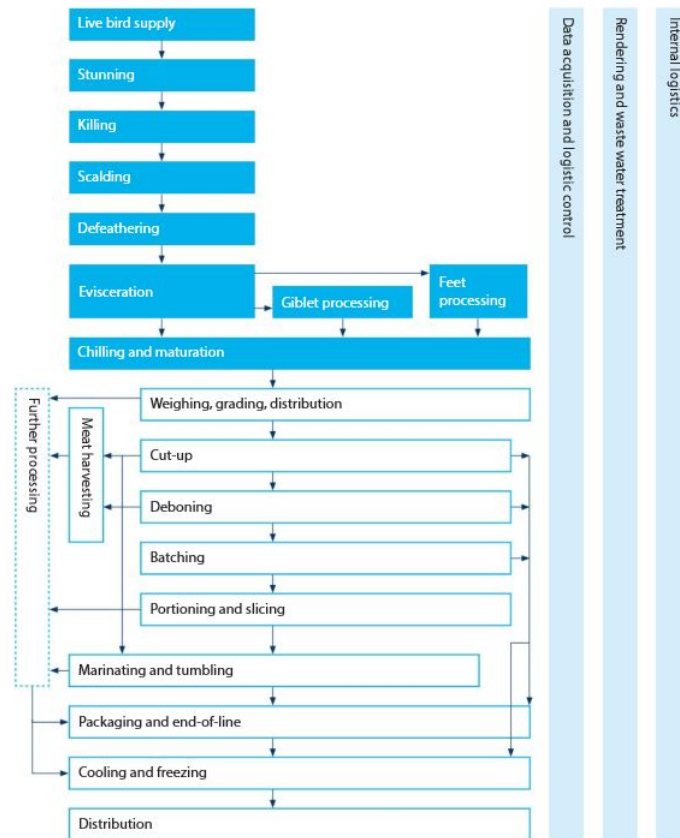 Live bird supply
Stunning
Killing
Scalding
Defeathering
Evisceration
Giblet processing
Feet
processing
Chilling and maturation
Weighing, grading, distribution
Cut-up
Deboning
Batching
Portioning and slicing
Marinating and tumbling
Packaging and end-of-line
Cooling and freezing
Distribution
Further processing
Meat harvesting
Data acquisition and logistic control
Rendering and waste water treatment
Internal logistics